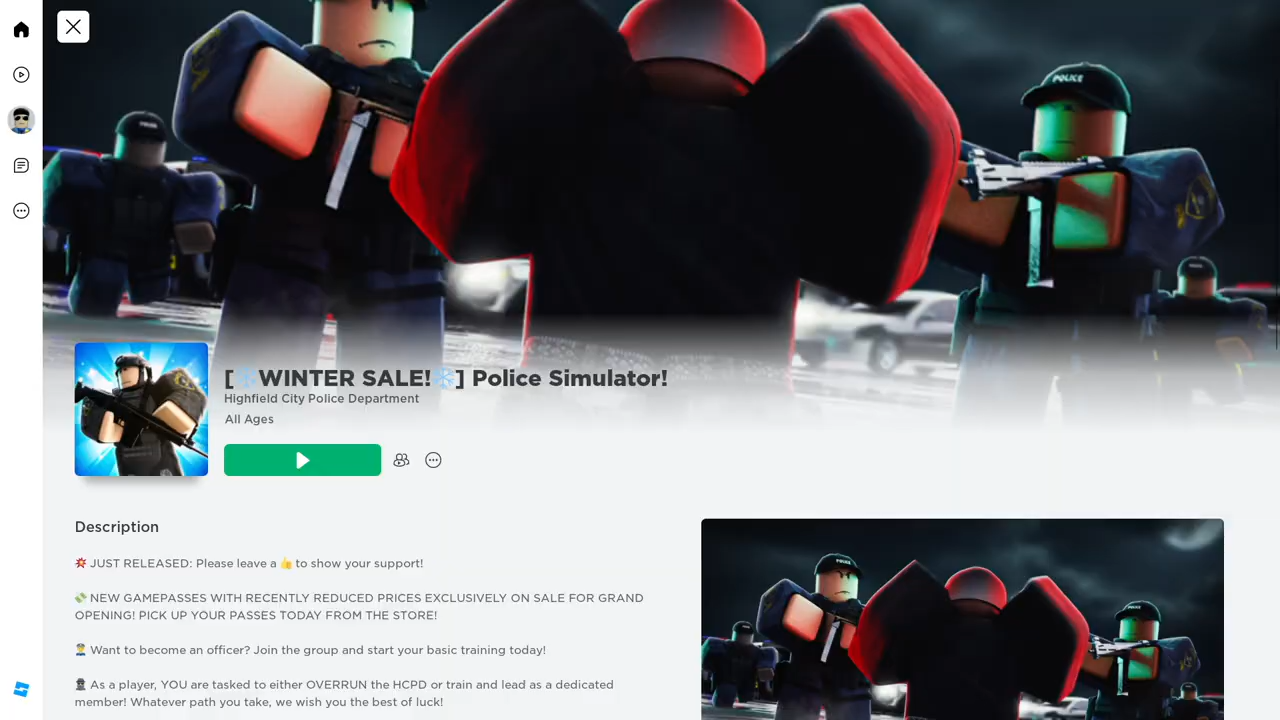 [❄️WINTER SALE!❄️] Police Simulator!
Highfield City Police Department
All Ages
Description
💥 JUST RELEASED: Please leave a 👍 to show your support!
💸 NEW GAMEPASSES WITH RECENTLY REDUCED PRICES EXCLUSIVELY ON SALE FOR GRAND
OPENING! PICK UP YOUR PASSES TODAY FROM THE STORE!
👮 Want to become an officer? Join the group and start your basic training today!
🕵️ As a player, YOU are tasked to either OVERRUN the HCPD or train and lead as a dedicated
member! Whatever path you take, we wish you the best of luck!
POLICE
POLICE
POLICE
POLICE